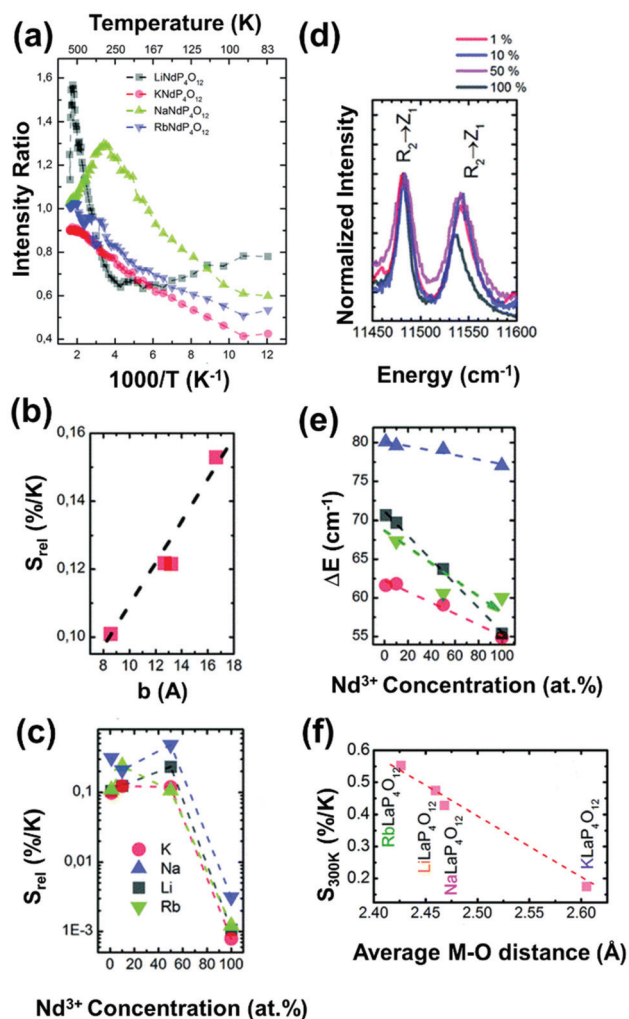 (a)
Temperature (K)
500 250 167 125 100 83
1,6
1,4
1,2
1,0
0,8
0,6
0,4
Intensity Ratio
LiNdP₄O₁₂
KNdP₄O₁₂
NaNdP₄O₁₂
RbNdP₄O₁₂
2 4 6 8 10 12
1000/T (K⁻¹)
(b)
0,16
0,14
0,12
0,10
S_rel (%/K)
8 10 12 14 16 18
b (A)
(c)
0,1
0,01
1E-3
S_rel (%/K)
K
Na
Li
Rb
0 20 40 60 80 100
Nd³⁺ Concentration (at.%)
(d)
1 %
10 %
50 %
100 %
Normalized Intensity
R₂→Z₁
R₂→Z₁
11450 11500 11550 11600
Energy (cm⁻¹)
(e)
80
75
70
65
60
55
ΔE (cm⁻¹)
0 20 40 60 80 100
Nd³⁺ Concentration (at.%)
(f)
0.6
0.5
0.4
0.3
0.2
0.1
S₃₀₀K (%/K)
RbLaP₄O₁₂
LiLaP₄O₁₂
NaLaP₄O₁₂
KLaP₄O₁₂
2.40 2.45 2.50 2.55 2.60
Average M-O distance (Å)